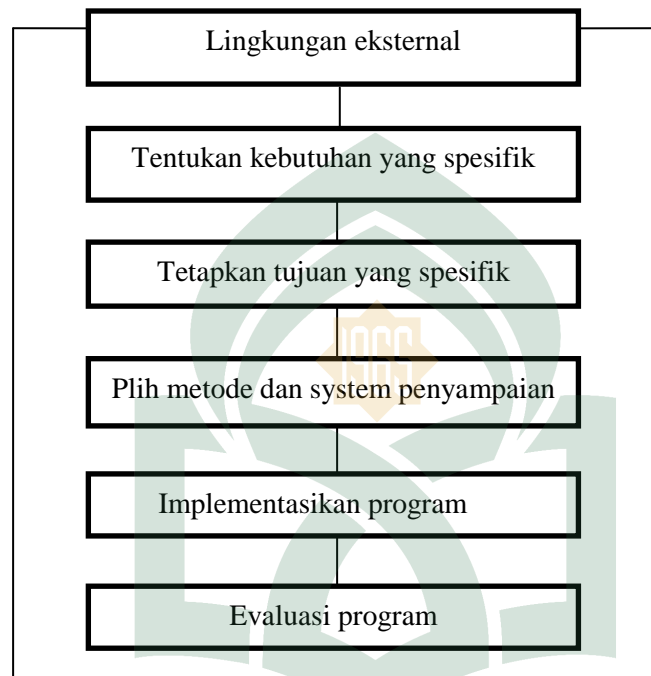 Lingkungan eksternal
Tentukan kebutuhan yang spesifik
Tetapkan tujuan yang spesifik
1965
Plih metode dan system penyampaian
Implementasikan program
Evaluasi program